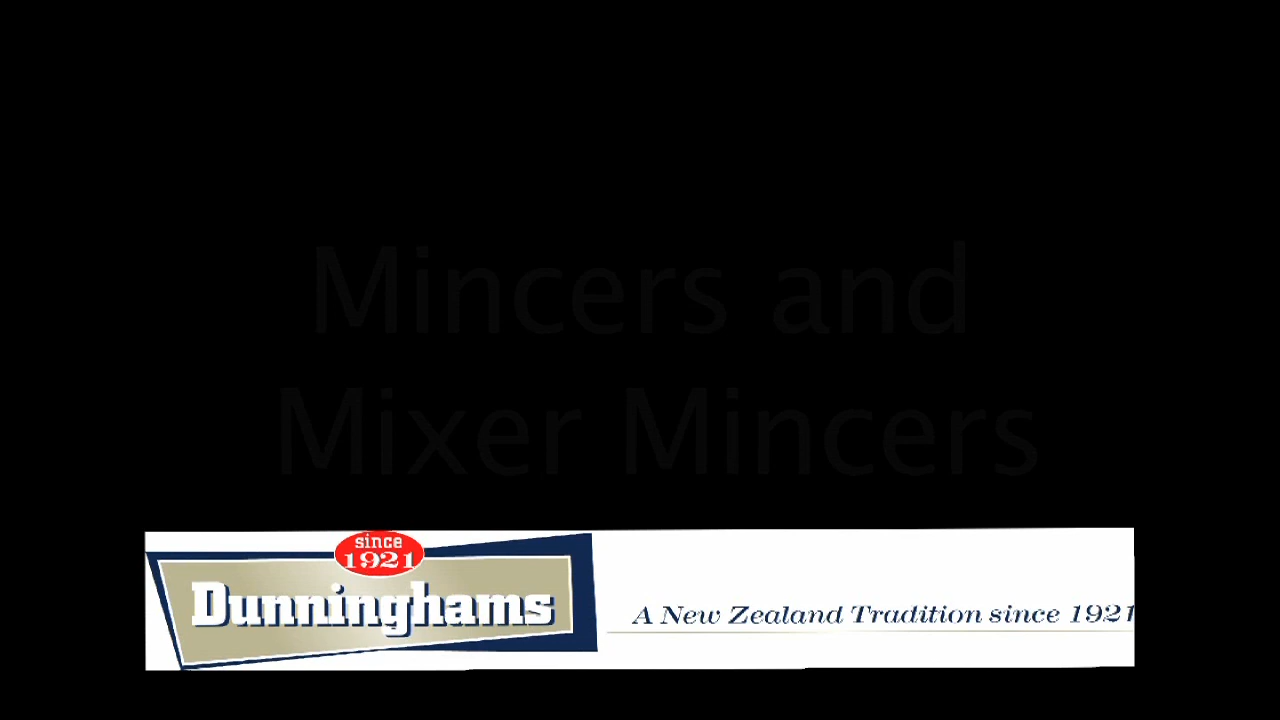 Mincers and
Mixer Mincers
since
1921
Dunninghams
A New Zealand Tradition since 1921